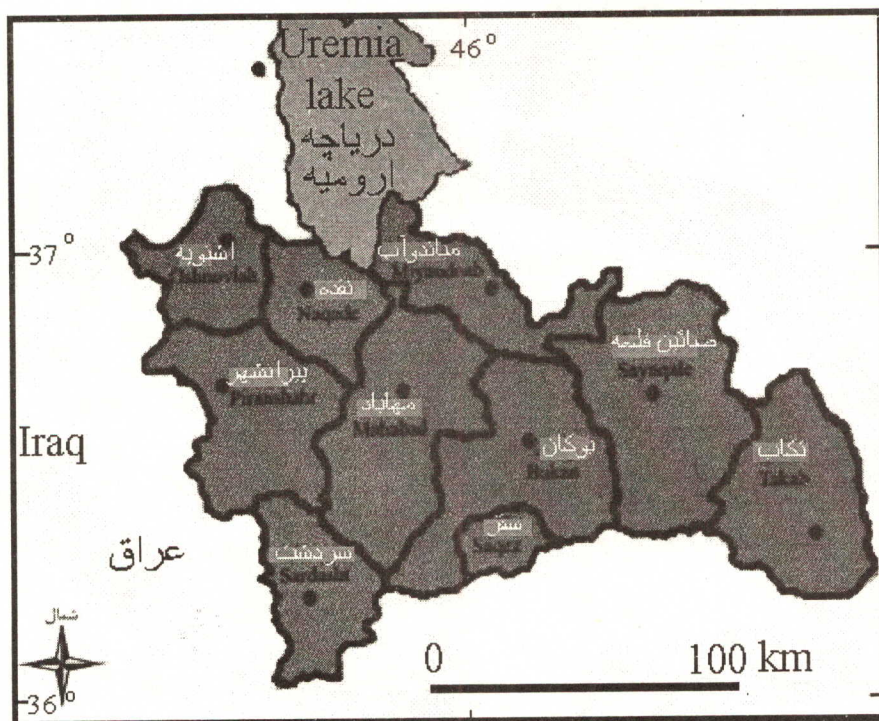 Uremia
lake
دریاچه
ارومیه
46°
37°
اشنویه
Oshnoviah
نقده
Naqade
میاندوآب
Miyandoab
پیرانشهر
Piranshahr
مهاباد
Mahabad
صائین قلعه
Sayinqale
بوکان
Bukan
تکاب
Takab
سقز
Saqez
سردشت
Sardasht
Iraq
عراق
شمال
0
100 km
36°